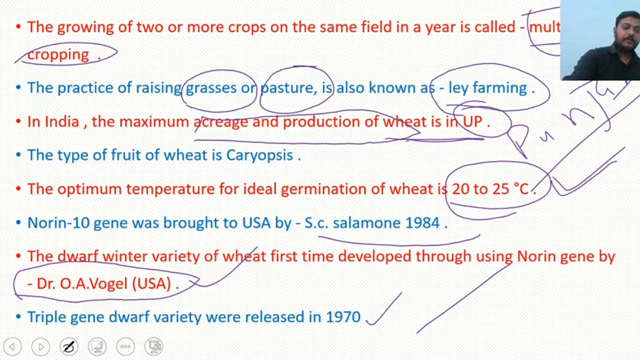 The growing of two or more crops on the same field in a year is called - mult
cropping .
The practice of raising grasses or pasture, is also known as - ley farming .
In India , the maximum acreage and production of wheat is in UP .
The type of fruit of wheat is Caryopsis .
The optimum temperature for ideal germination of wheat is 20 to 25 °C .
Norin-10 gene was brought to USA by - S.c. salamone 1984 .
The dwarf winter variety of wheat first time developed through using Norin gene by
- Dr. O.A.Vogel (USA) .
Triple gene dwarf variety were released in 1970